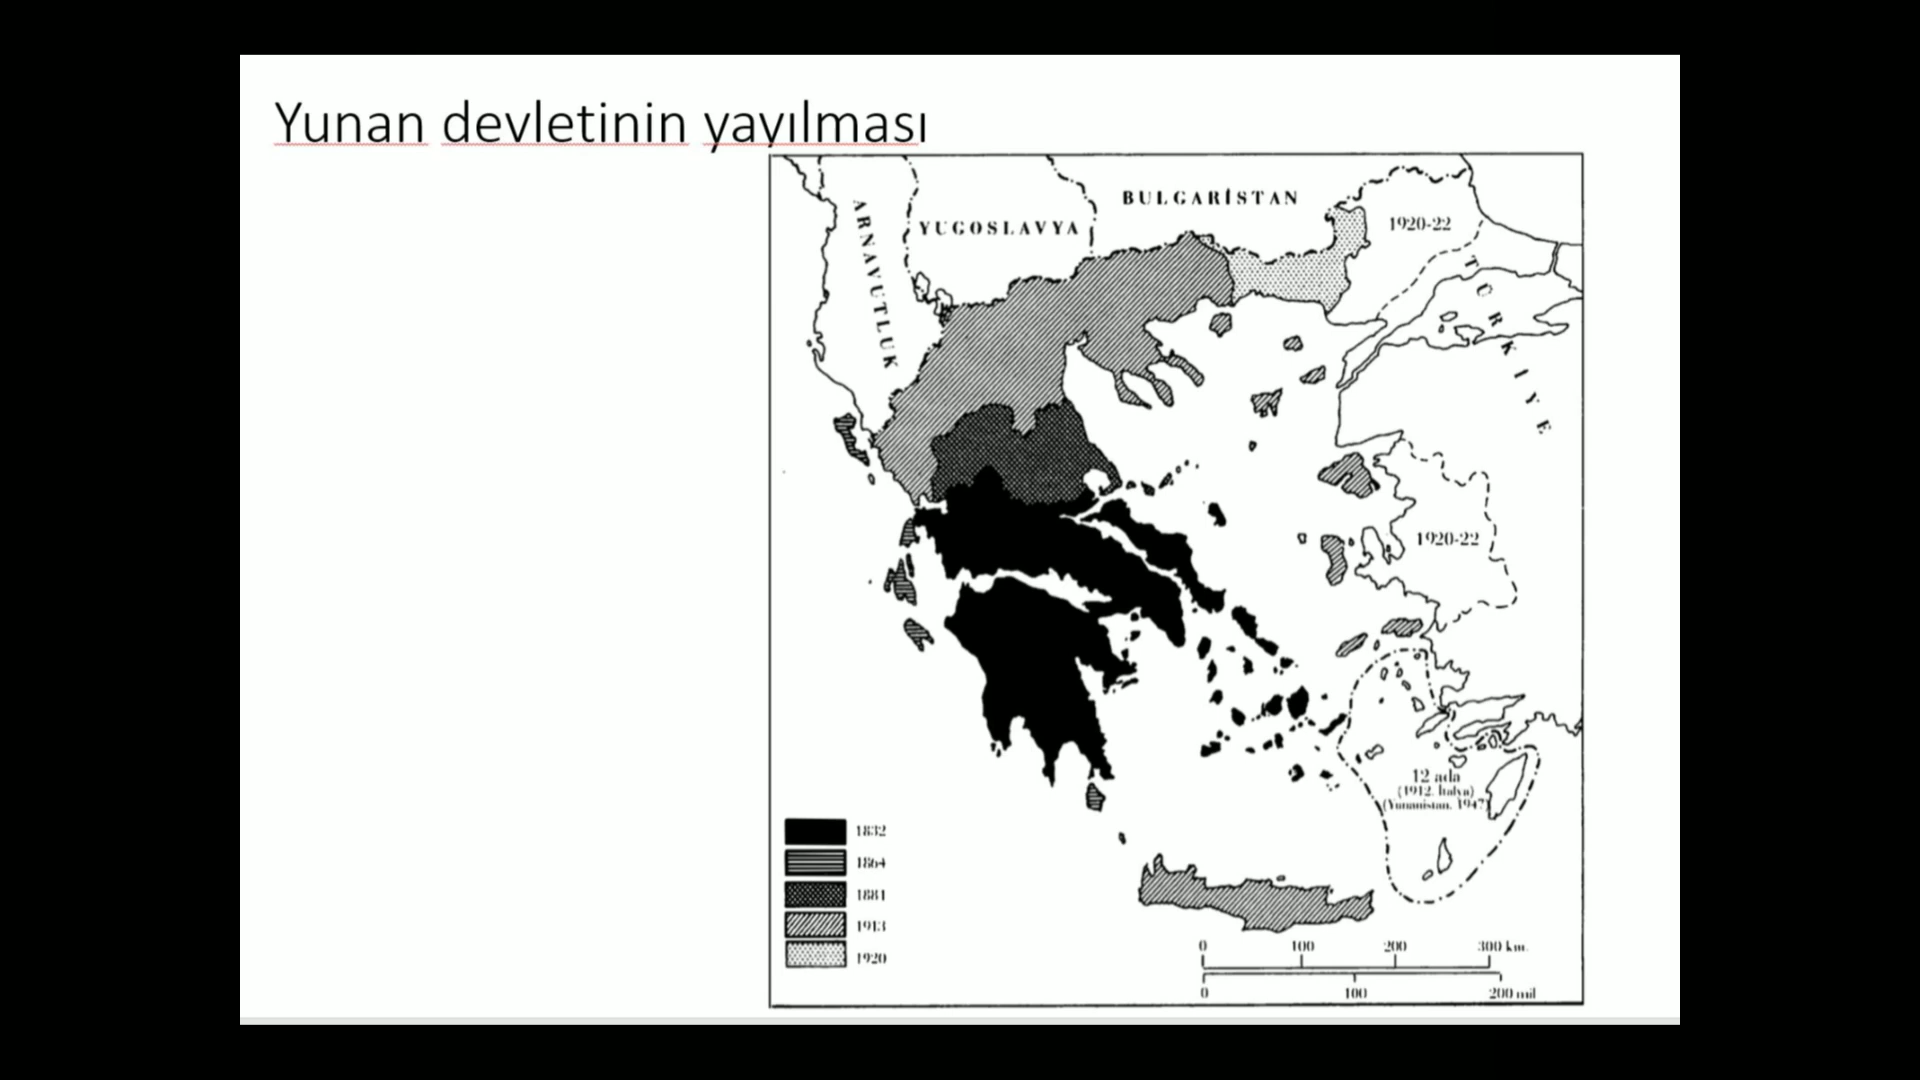 Yunan devletinin yayılması
BULGARİSTAN
YUGOSLAVYA
ARNAVUTLUK
1920-22
TÜRKİYE
1920-22
12 ada
(1912. İtalya)
(Yunanistan. 1947)
1832
1864
1881
1913
1920
0 100 200 300 km.
0 100 200 mil